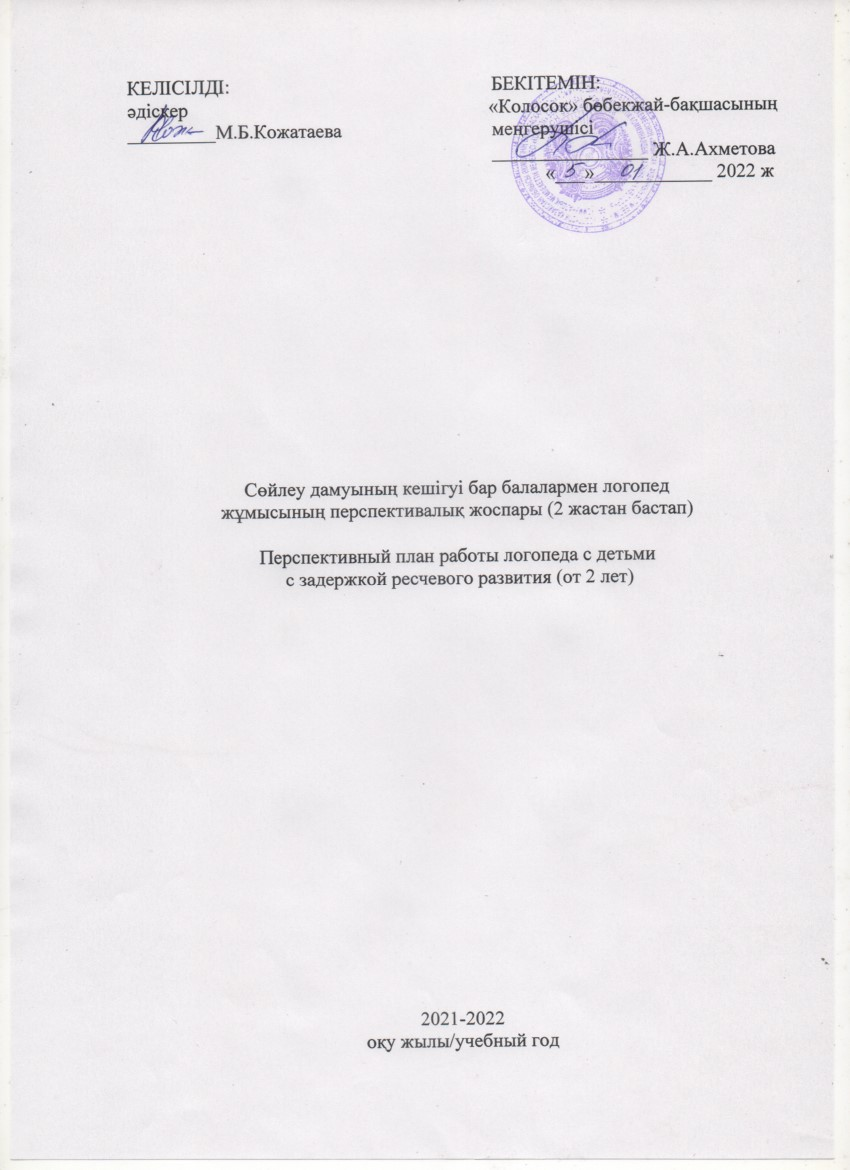 КЕЛІСІЛДІ:
әдіскер
__________М.Б.Кожатаева
БЕКІТЕМІН:
«Колосок» бөбекжай-бақшасының
меңгерушісі
_________________ Ж.А.Ахметова
« 5 » 01 2022 ж
Сөйлеу дамуының кешігуі бар балалармен логопед
жұмысының перспективалық жоспары (2 жастан бастап)
Перспективный план работы логопеда с детьми
с задержкой ресчевого развития (от 2 лет)
2021-2022
оқу жылы/учебный год